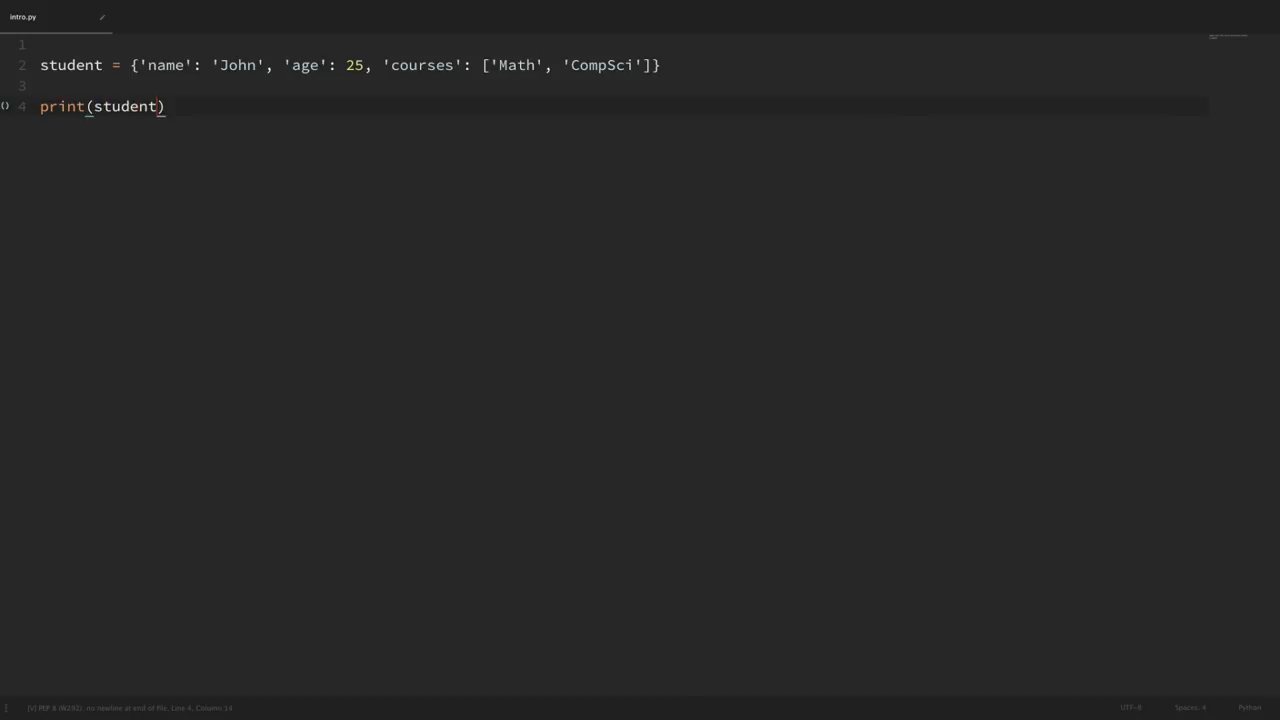 intro.py
1
2 student = {'name': 'John', 'age': 25, 'courses': ['Math', 'CompSci']}
3
4 print(student)
[V] PEP 8 (W292): no newline at end of file, Line 4, Column 14
UTF-8 Spaces: 4 Python